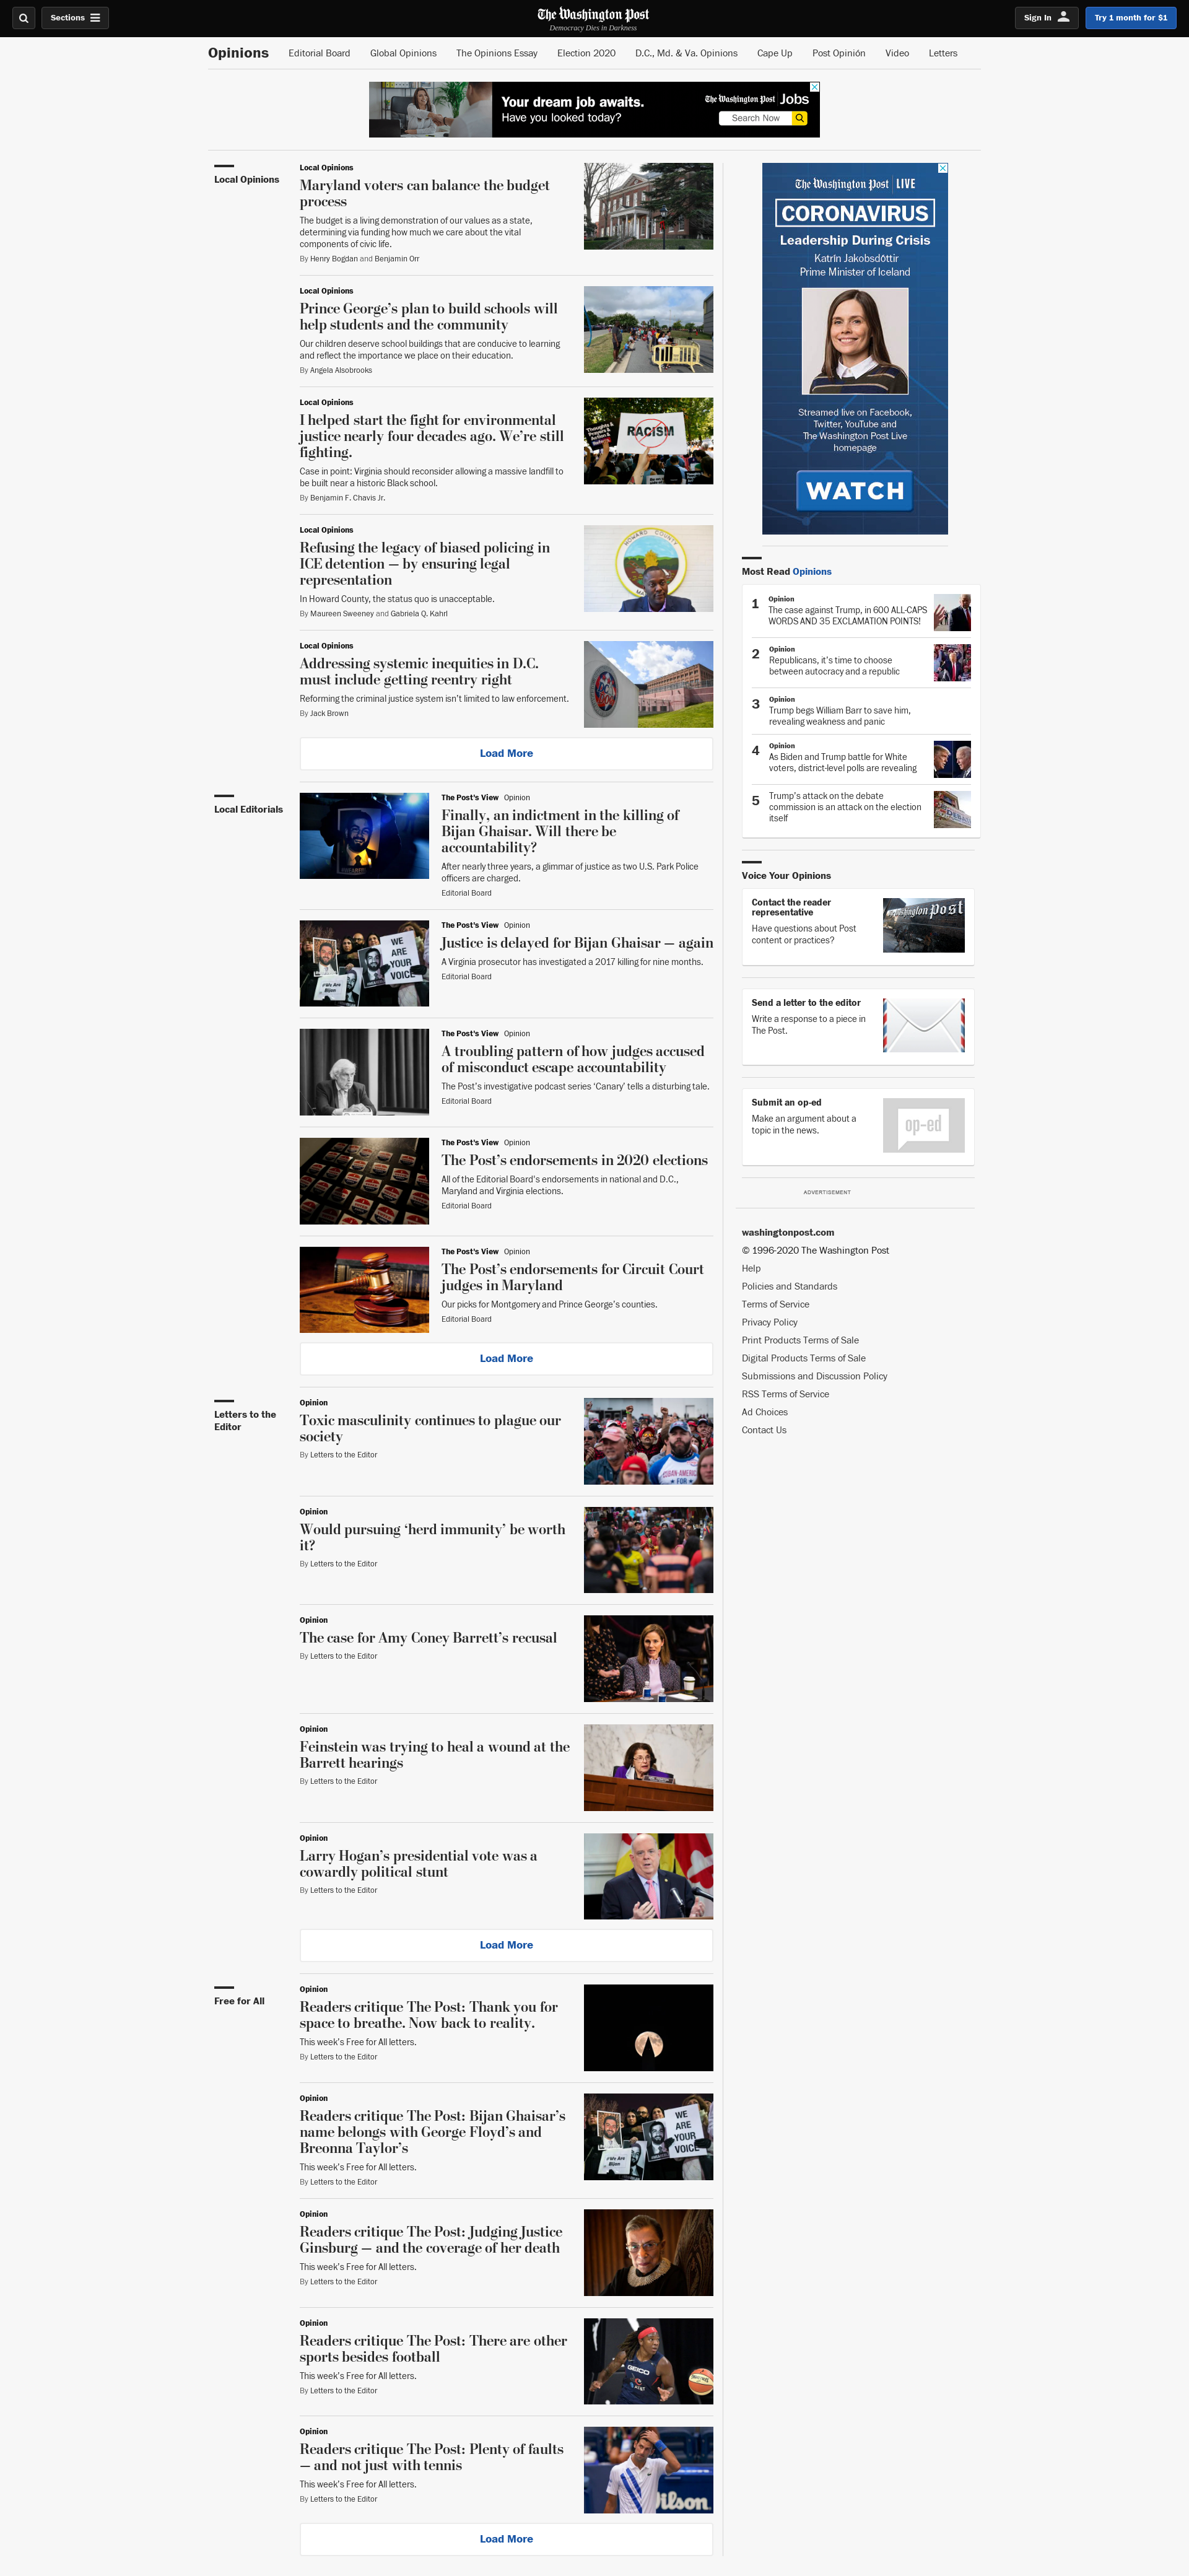 Sections
The Washington Post
Democracy Dies in Darkness
Sign In
Try 1 month for $1
Opinions
Editorial Board
Global Opinions
The Opinions Essay
Election 2020
D.C., Md. & Va. Opinions
Cape Up
Post Opinión
Video
Letters
Your dream job awaits.
Have you looked today?
The Washington Post Jobs
Search Now
Local Opinions
Local Opinions
Maryland voters can balance the budget
process
The budget is a living demonstration of our values as a state,
determining via funding how much we care about the vital
components of civic life.
By Henry Bogdan and Benjamin Orr
Local Opinions
Prince George’s plan to build schools will
help students and the community
Our children deserve school buildings that are conducive to learning
and reflect the importance we place on their education.
By Angela Alsobrooks
Local Opinions
I helped start the fight for environmental
justice nearly four decades ago. We’re still
fighting.
Case in point: Virginia should reconsider allowing a massive landfill to
be built near a historic Black school.
By Benjamin F. Chavis Jr.
RACISM
Local Opinions
Refusing the legacy of biased policing in
ICE detention — by ensuring legal
representation
In Howard County, the status quo is unacceptable.
By Maureen Sweeney and Gabriela Q. Kahrl
HOWARD COUNTY
Local Opinions
Addressing systemic inequities in D.C.
must include getting reentry right
Reforming the criminal justice system isn’t limited to law enforcement.
By Jack Brown
Load More
Local Editorials
The Post's View Opinion
Finally, an indictment in the killing of
Bijan Ghaisar. Will there be
accountability?
After nearly three years, a glimmar of justice as two U.S. Park Police
officers are charged.
Editorial Board
The Post's View Opinion
Justice is delayed for Bijan Ghaisar — again
A Virginia prosecutor has investigated a 2017 killing for nine months.
Editorial Board
WE
ARE
YOUR
VOICE
#We Are
Bijan
The Post's View Opinion
A troubling pattern of how judges accused
of misconduct escape accountability
The Post’s investigative podcast series ‘Canary’ tells a disturbing tale.
Editorial Board
The Post's View Opinion
The Post’s endorsements in 2020 elections
All of the Editorial Board’s endorsements in national and D.C.,
Maryland and Virginia elections.
Editorial Board
The Post's View Opinion
The Post’s endorsements for Circuit Court
judges in Maryland
Our picks for Montgomery and Prince George’s counties.
Editorial Board
Load More
Letters to the
Editor
Opinion
Toxic masculinity continues to plague our
society
By Letters to the Editor
CUBAN-AMERICANS
FOR
Opinion
Would pursuing ‘herd immunity’ be worth
it?
By Letters to the Editor
Opinion
The case for Amy Coney Barrett’s recusal
By Letters to the Editor
Opinion
Feinstein was trying to heal a wound at the
Barrett hearings
By Letters to the Editor
Opinion
Larry Hogan’s presidential vote was a
cowardly political stunt
By Letters to the Editor
Load More
Free for All
Opinion
Readers critique The Post: Thank you for
space to breathe. Now back to reality.
This week’s Free for All letters.
By Letters to the Editor
Opinion
Readers critique The Post: Bijan Ghaisar’s
name belongs with George Floyd’s and
Breonna Taylor’s
This week’s Free for All letters.
By Letters to the Editor
WE
ARE
YOUR
VOICE
#We Are
Bijan
Opinion
Readers critique The Post: Judging Justice
Ginsburg — and the coverage of her death
This week’s Free for All letters.
By Letters to the Editor
Opinion
Readers critique The Post: There are other
sports besides football
This week’s Free for All letters.
By Letters to the Editor
GEICO
Opinion
Readers critique The Post: Plenty of faults
— and not just with tennis
This week’s Free for All letters.
By Letters to the Editor
Wilson.
Load More
The Washington Post LIVE
CORONAVIRUS
Leadership During Crisis
Katrín Jakobsdóttir
Prime Minister of Iceland
Streamed live on Facebook,
Twitter, YouTube and
The Washington Post Live
homepage
WATCH
Most Read Opinions
1
Opinion
The case against Trump, in 600 ALL-CAPS
WORDS AND 35 EXCLAMATION POINTS!
2
Opinion
Republicans, it’s time to choose
between autocracy and a republic
3
Opinion
Trump begs William Barr to save him,
revealing weakness and panic
4
Opinion
As Biden and Trump battle for White
voters, district-level polls are revealing
5
Trump’s attack on the debate
commission is an attack on the election
itself
Voice Your Opinions
Contact the reader
representative
Have questions about Post
content or practices?
Washington Post
Send a letter to the editor
Write a response to a piece in
The Post.
Submit an op-ed
Make an argument about a
topic in the news.
op-ed
ADVERTISEMENT
washingtonpost.com
© 1996-2020 The Washington Post
Help
Policies and Standards
Terms of Service
Privacy Policy
Print Products Terms of Sale
Digital Products Terms of Sale
Submissions and Discussion Policy
RSS Terms of Service
Ad Choices
Contact Us